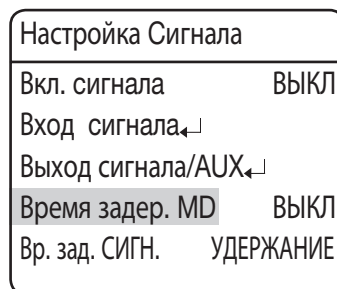 Настройка Сигнала
Вкл. сигнала ВЫКЛ
Вход сигнала↵
Выход сигнала/AUX↵
Время задер. MD ВЫКЛ
Вр. зад. СИГН. УДЕРЖАНИЕ